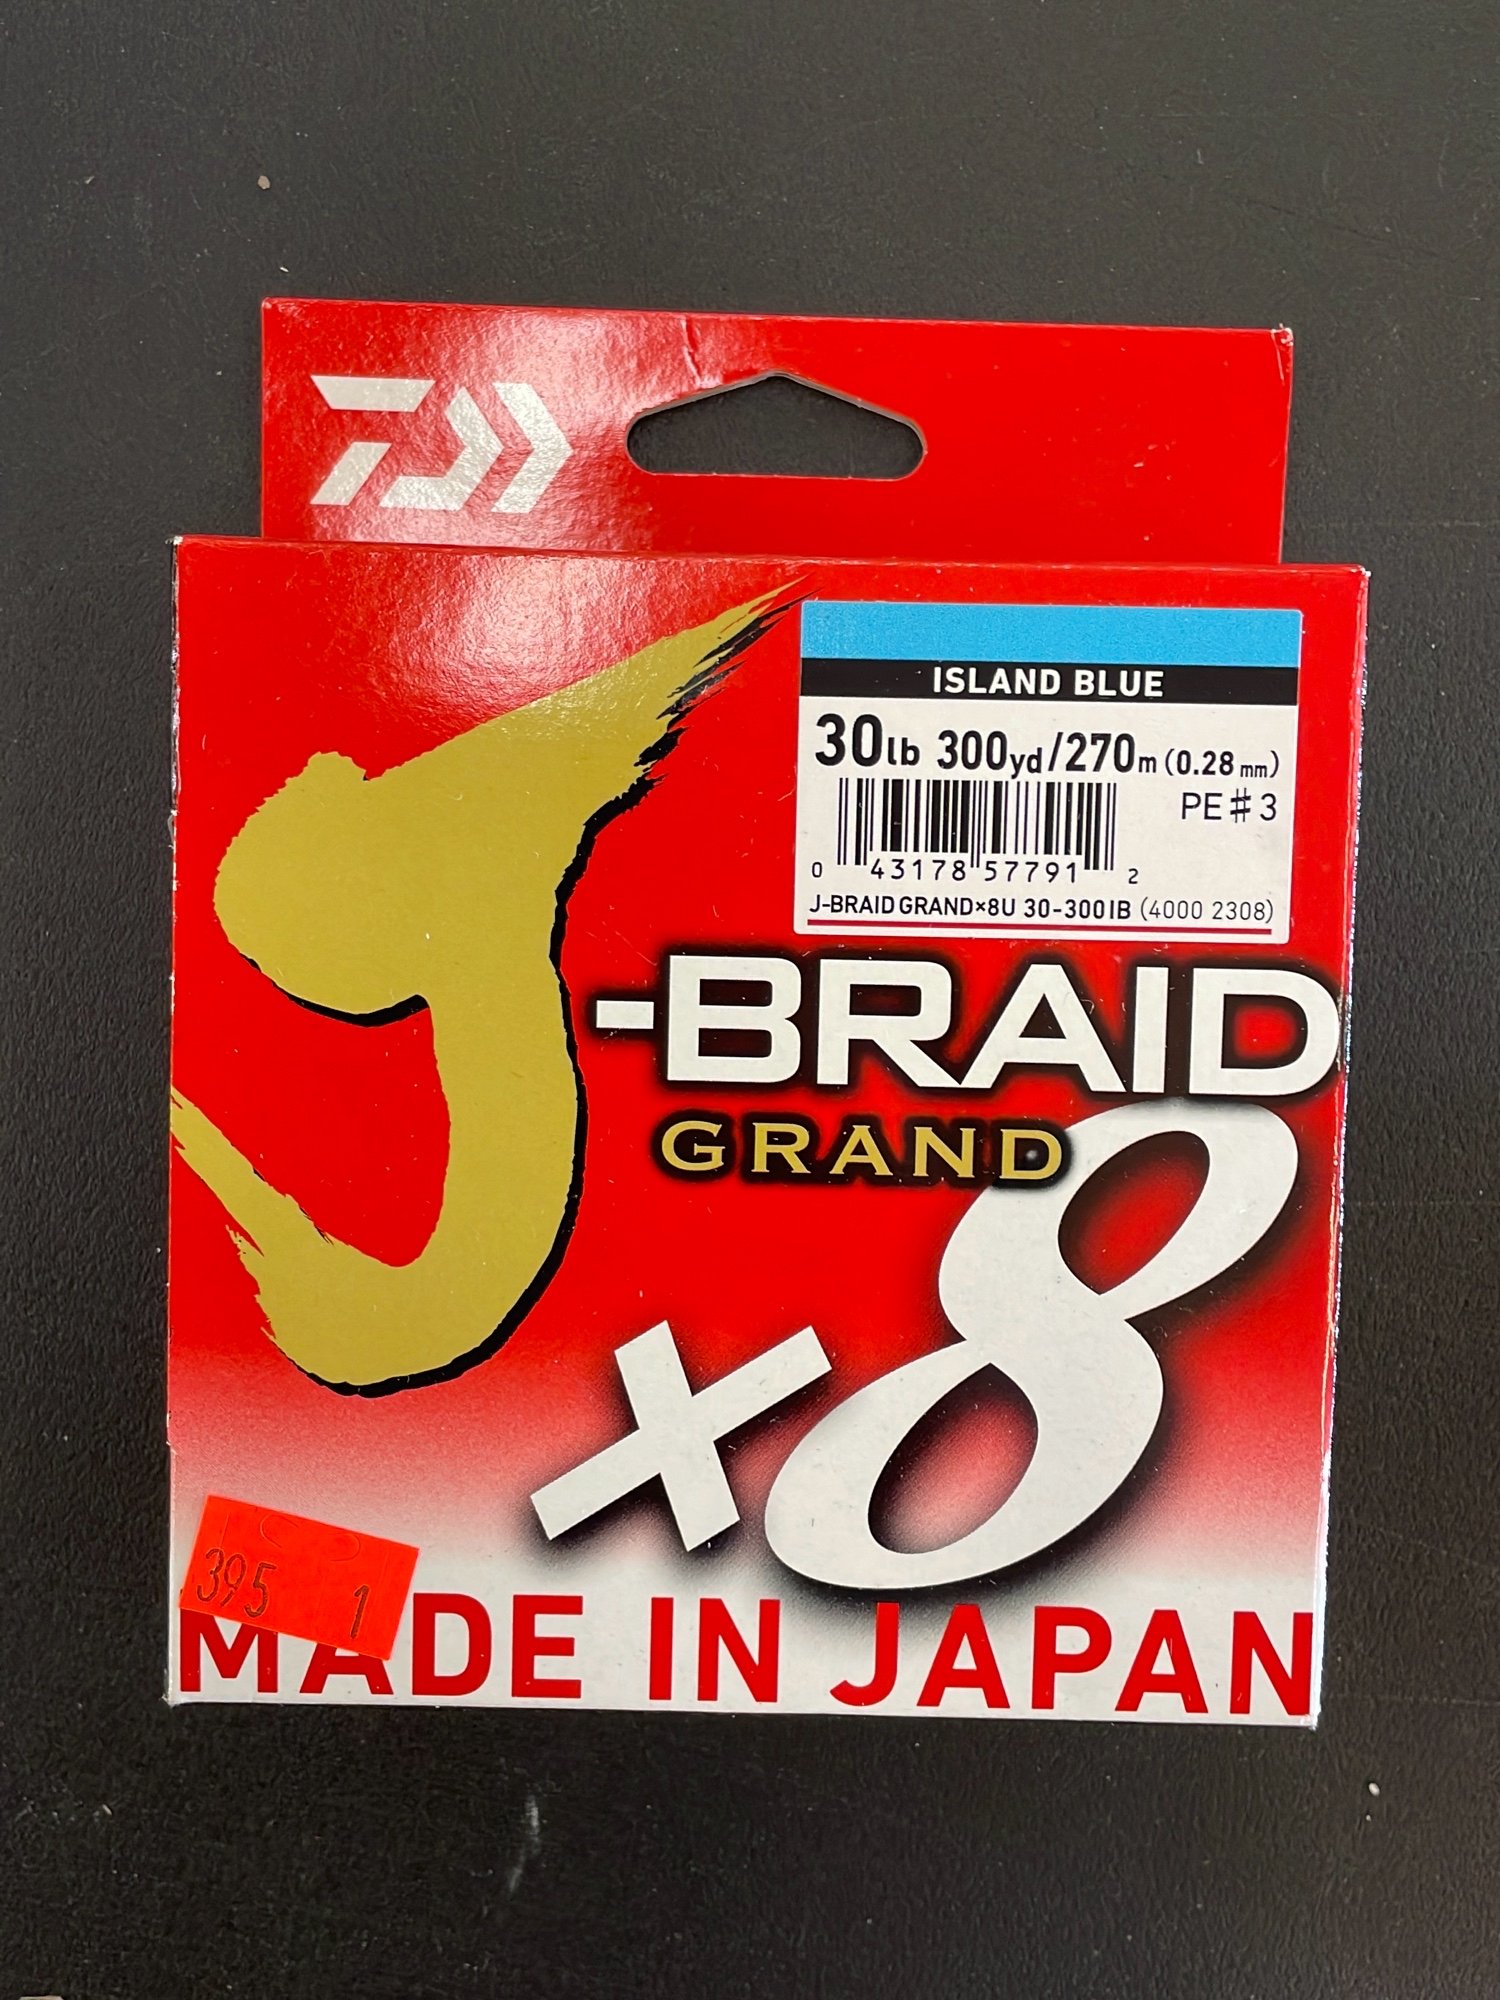 ISLAND BLUE
30lb 300yd/270m (0.28mm)
PE#3
0 43178 57791 2
J-BRAID GRAND×8U 30-300IB (4000 2308)
J-BRAID
GRAND
×8
395 1
MADE IN JAPAN